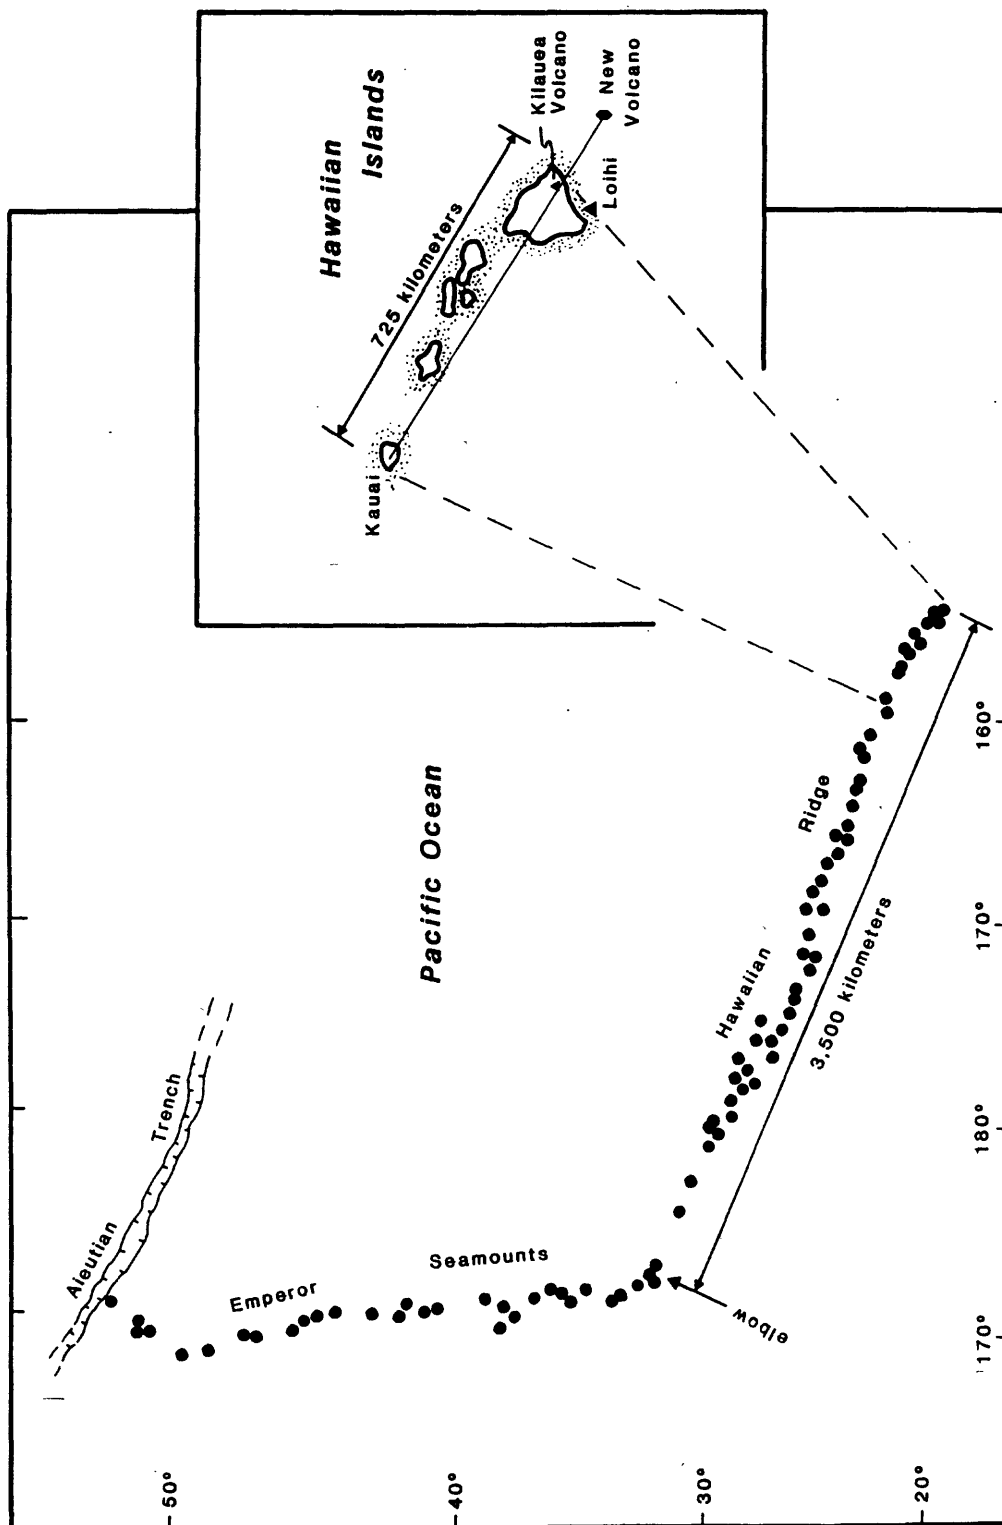 Hawaiian
Islands
725 kilometers
Kauai
Kilauea
Volcano
New
Volcano
Loihi
Aleutian
Trench
Pacific Ocean
Emperor
Seamounts
Hawaiian
Ridge
3,500 kilometers
elbow
50°
40°
30°
20°
170°
180°
170°
160°